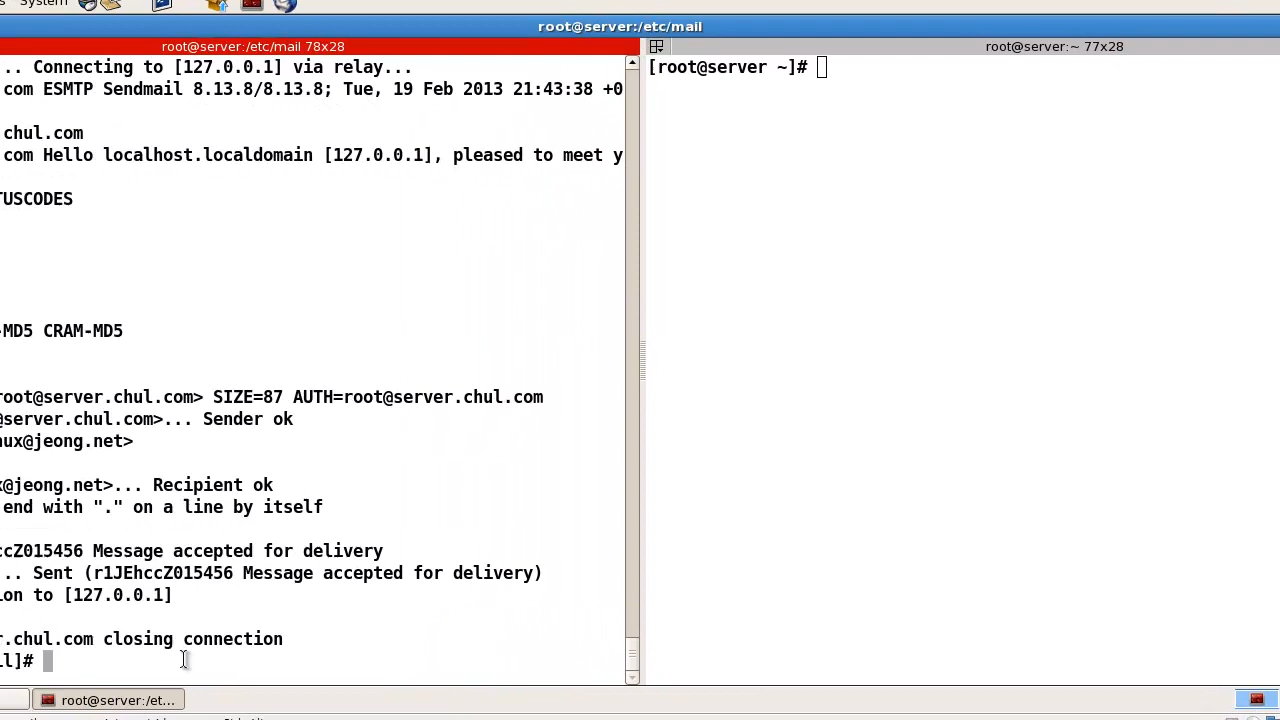 System
root@server:/etc/mail
root@server:/etc/mail 78x28
root@server:~ 77x28
.. Connecting to [127.0.0.1] via relay...
com ESMTP Sendmail 8.13.8/8.13.8; Tue, 19 Feb 2013 21:43:38 +0
chul.com
com Hello localhost.localdomain [127.0.0.1], pleased to meet y
TUSCODES
-MD5 CRAM-MD5
root@server.chul.com> SIZE=87 AUTH=root@server.chul.com
@server.chul.com>... Sender ok
nux@jeong.net>
x@jeong.net>... Recipient ok
end with "." on a line by itself
ccZ015456 Message accepted for delivery
.. Sent (r1JEhccZ015456 Message accepted for delivery)
ion to [127.0.0.1]
r.chul.com closing connection
il]#
[root@server ~]#
root@server:/et...